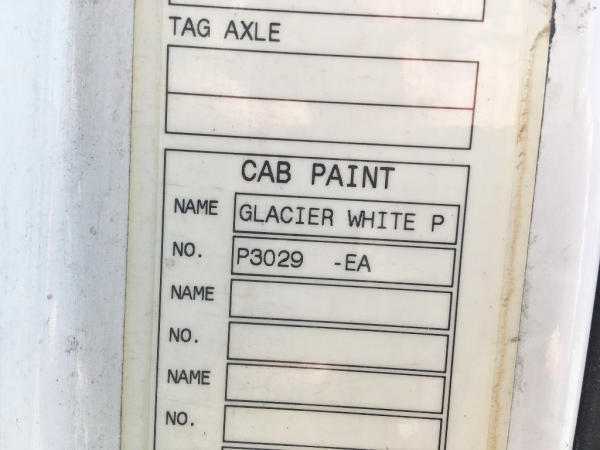 TAG AXLE
CAB PAINT
NAME GLACIER WHITE P
NO. P3029 -EA
NAME
NO.
NAME
NO.